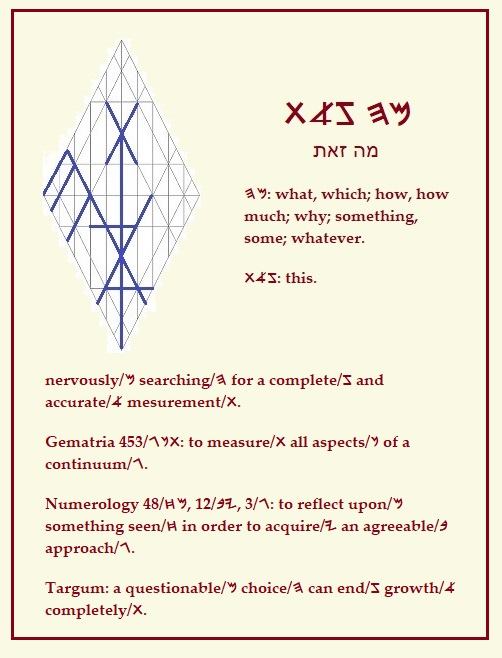 𐤌𐤄 𐤆𐤀𐤕
מה זאת
𐤌𐤄: what, which; how, how
much; why; something,
some; whatever.
𐤆𐤀𐤕: this.
nervously/𐤌 searching/𐤄 for a complete/𐤆 and
accurate/𐤀 mesurement/𐤕.
Gematria 453/𐤕𐤍𐤂: to measure/𐤕 all aspects/𐤍 of a
continuum/𐤂.
Numerology 48/𐤌𐤇, 12/𐤉𐤁, 3/𐤂: to reflect upon/𐤌
something seen/𐤇 in order to acquire/𐤉 an agreeable/𐤁
approach/𐤂.
Targum: a questionable/𐤌 choice/𐤄 can end/𐤆 growth/𐤀
completely/𐤕.